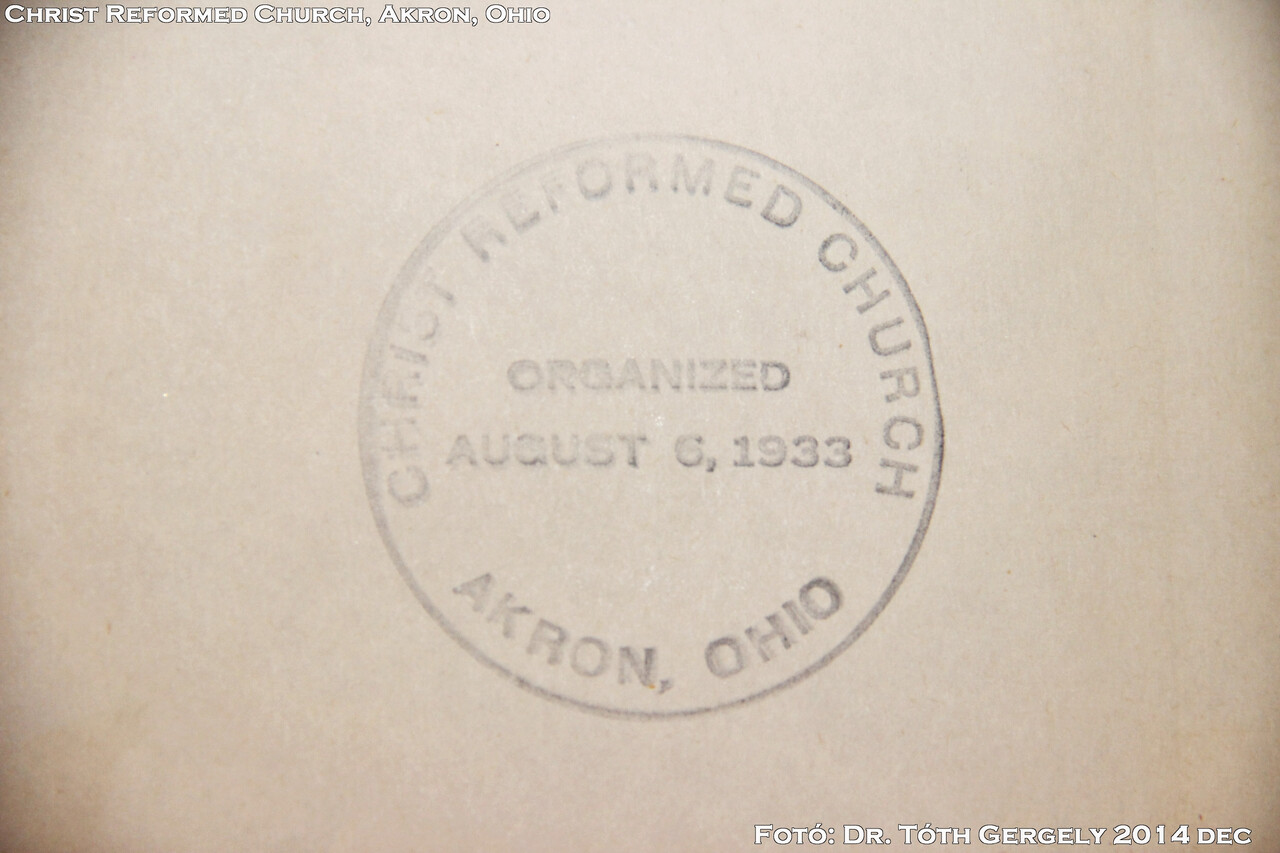 Christ Reformed Church, Akron, Ohio
CHRIST REFORMED CHURCH
ORGANIZED
AUGUST 6, 1933
AKRON, OHIO
Fotó: Dr. Tóth Gergely 2014 dec